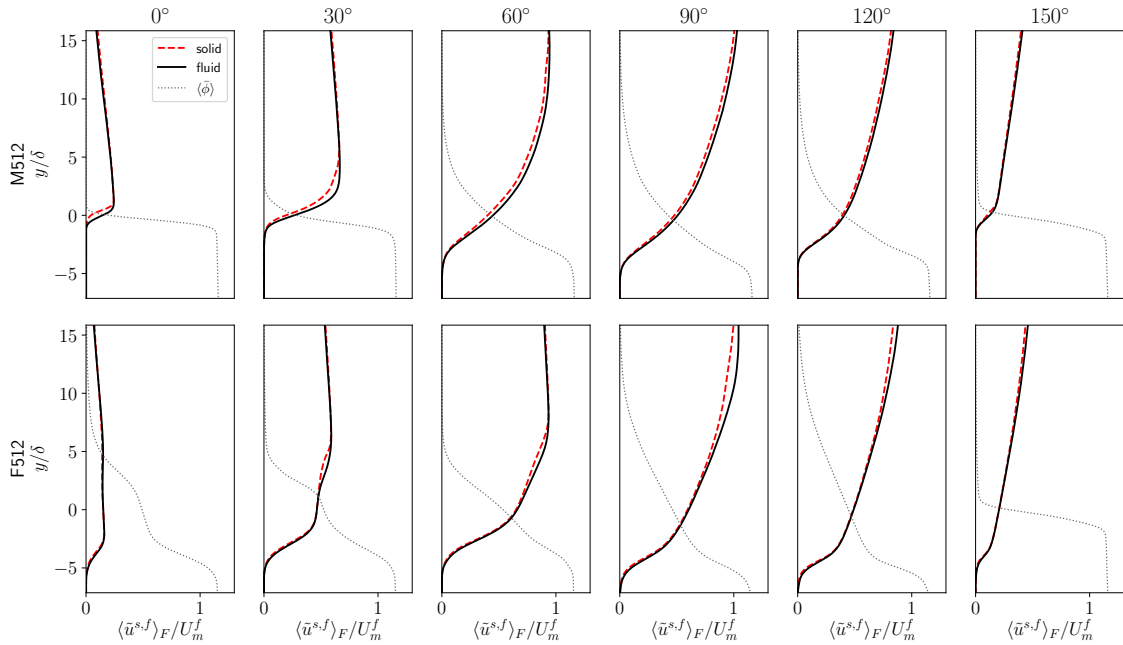 0° 30° 60° 90° 120° 150°
solid
fluid
⟨ϕ̃⟩
15
10
5
0
−5
M512
y/δ
15
10
5
0
−5
F512
y/δ
0 1 0 1 0 1 0 1 0 1 0 1
⟨ũ^{s,f}⟩_F/U_m^f ⟨ũ^{s,f}⟩_F/U_m^f ⟨ũ^{s,f}⟩_F/U_m^f ⟨ũ^{s,f}⟩_F/U_m^f ⟨ũ^{s,f}⟩_F/U_m^f ⟨ũ^{s,f}⟩_F/U_m^f